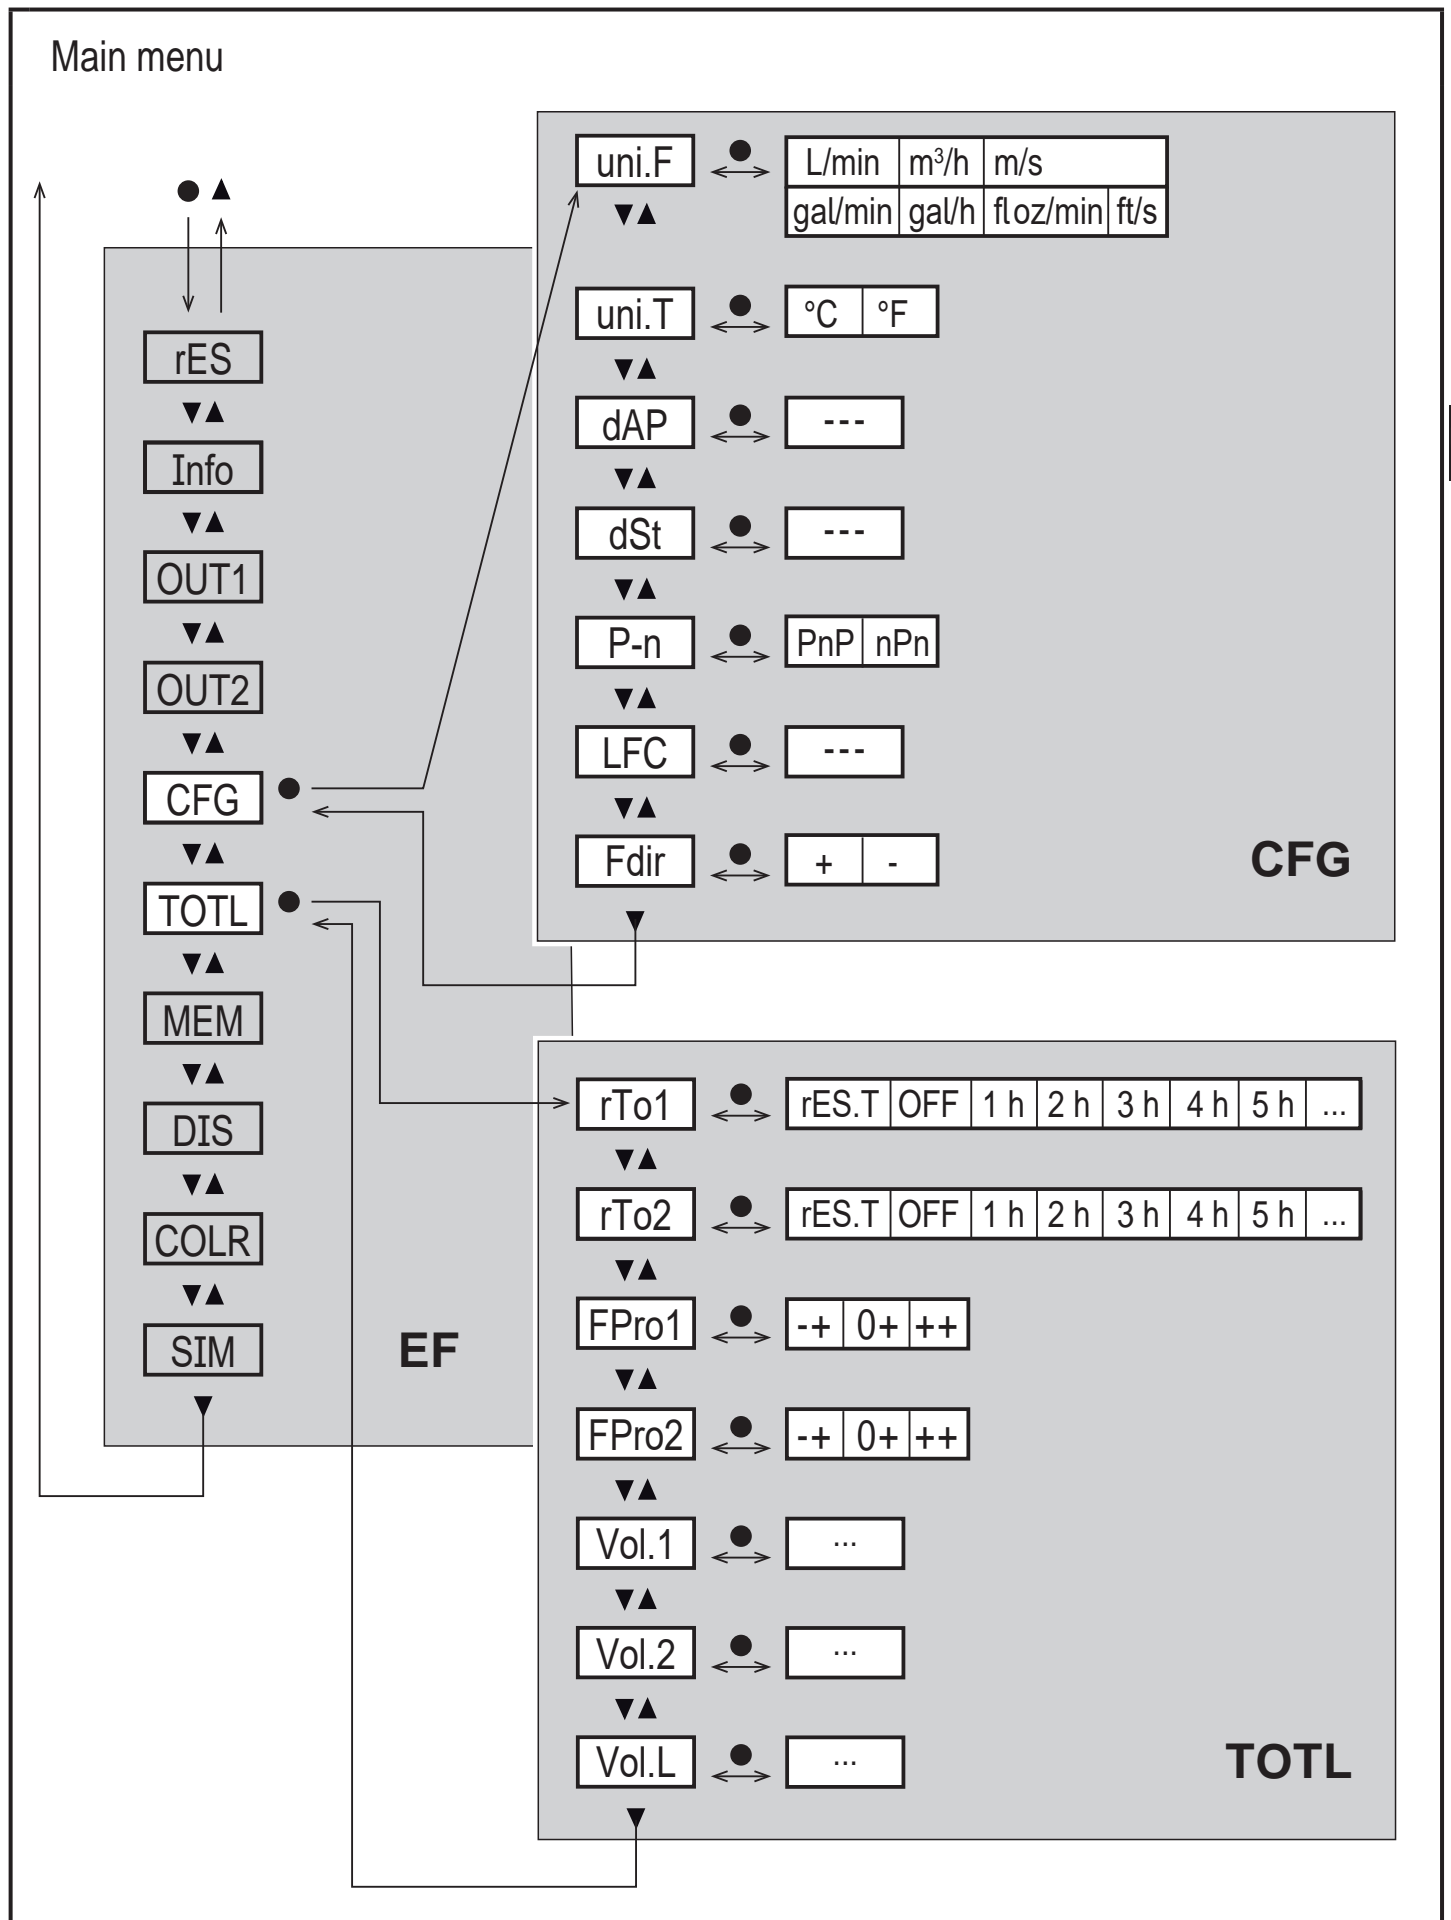 Main menu
rES
Info
OUT1
OUT2
CFG
TOTL
MEM
DIS
COLR
SIM
EF
uni.F L/min m³/h m/s
gal/min gal/h fl oz/min ft/s
uni.T °C °F
dAP ---
dSt ---
P-n PnP nPn
LFC ---
Fdir + -
CFG
rTo1 rES.T OFF 1 h 2 h 3 h 4 h 5 h ...
rTo2 rES.T OFF 1 h 2 h 3 h 4 h 5 h ...
FPro1 -+ 0+ ++
FPro2 -+ 0+ ++
Vol.1 ...
Vol.2 ...
Vol.L ...
TOTL